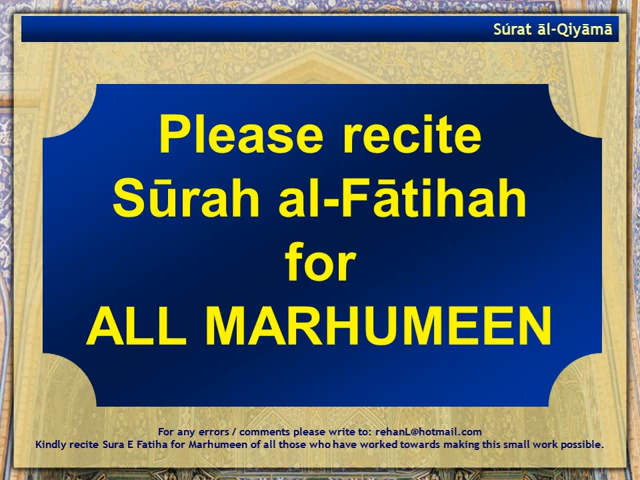 Súrat āl-Qiyāmā
Please recite
Sūrah al-Fātihah
for
ALL MARHUMEEN
For any errors / comments please write to: rehanL@hotmail.com
Kindly recite Sura E Fatiha for Marhumeen of all those who have worked towards making this small work possible.